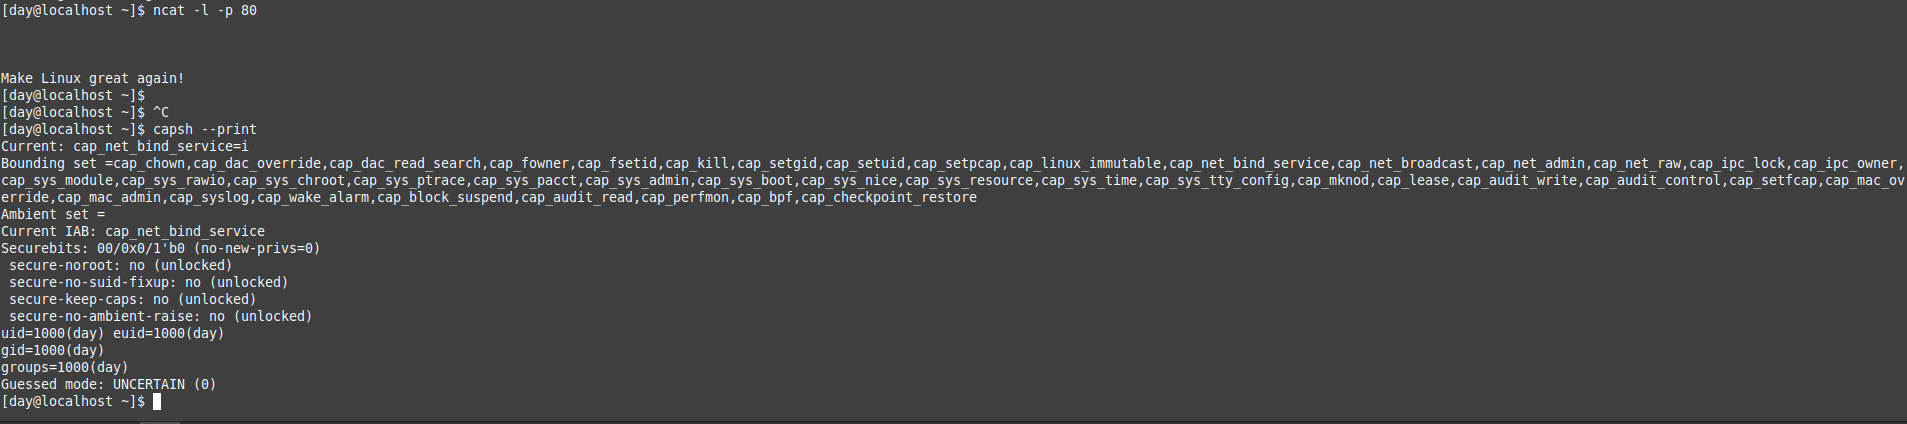 [day@localhost ~]$ ncat -l -p 80
Make Linux great again!
[day@localhost ~]$
[day@localhost ~]$ ^C
[day@localhost ~]$ capsh --print
Current: cap_net_bind_service=i
Bounding set =cap_chown,cap_dac_override,cap_dac_read_search,cap_fowner,cap_fsetid,cap_kill,cap_setgid,cap_setuid,cap_setpcap,cap_linux_immutable,cap_net_bind_service,cap_net_broadcast,cap_net_admin,cap_net_raw,cap_ipc_lock,cap_ipc_owner,
cap_sys_module,cap_sys_rawio,cap_sys_chroot,cap_sys_ptrace,cap_sys_pacct,cap_sys_admin,cap_sys_boot,cap_sys_nice,cap_sys_resource,cap_sys_time,cap_sys_tty_config,cap_mknod,cap_lease,cap_audit_write,cap_audit_control,cap_setfcap,cap_mac_ov
erride,cap_mac_admin,cap_syslog,cap_wake_alarm,cap_block_suspend,cap_audit_read,cap_perfmon,cap_bpf,cap_checkpoint_restore
Ambient set =
Current IAB: cap_net_bind_service
Securebits: 00/0x0/1'b0 (no-new-privs=0)
 secure-noroot: no (unlocked)
 secure-no-suid-fixup: no (unlocked)
 secure-keep-caps: no (unlocked)
 secure-no-ambient-raise: no (unlocked)
uid=1000(day) euid=1000(day)
gid=1000(day)
groups=1000(day)
Guessed mode: UNCERTAIN (0)
[day@localhost ~]$